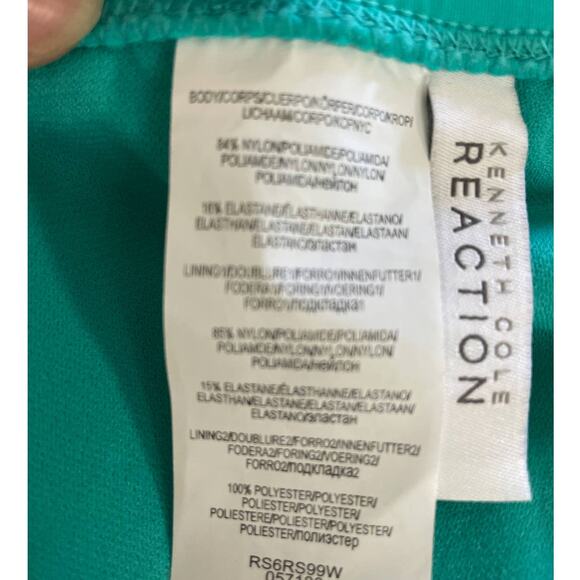 BODY/CORPS/CUERPO/KÖRPER/CORPO/KROP/
LICHAAM/CORPO/КОРПУС
84% NYLON/POLIAMIDE/POLIAMIDA/
POLIAMIDE/NYLON/NYLON/NYLON/
POLIAMIDA/НЕЙЛОН
16% ELASTANE/ÉLASTHANNE/ELASTANO/
ELASTHAN/ELASTANE/ELASTAN/ELASTAAN/
ELASTANO/эластан
LINING1/DOUBLURE1/FORRO1/INNENFUTTER1/
FODERA1/FORING1/VOERING1/
FORRO1/подкладка1
85% NYLON/POLIAMIDE/POLIAMIDA/
POLIAMIDE/NYLON/NYLON/NYLON/
POLIAMIDA/НЕЙЛОН
15% ELASTANE/ÉLASTHANNE/ELASTANO/
ELASTHAN/ELASTANE/ELASTAN/ELASTAAN/
ELASTANO/эластан
LINING2/DOUBLURE2/FORRO2/INNENFUTTER2/
FODERA2/FORING2/VOERING2/
FORRO2/подкладка2
100% POLYESTER/POLYESTER/
POLIÉSTER/POLYESTER/
POLIESTERE/POLIESTER/POLYESTER/
POLYESTER/полиэстер
RS6RS99W
KENNETH COLE
REACTION